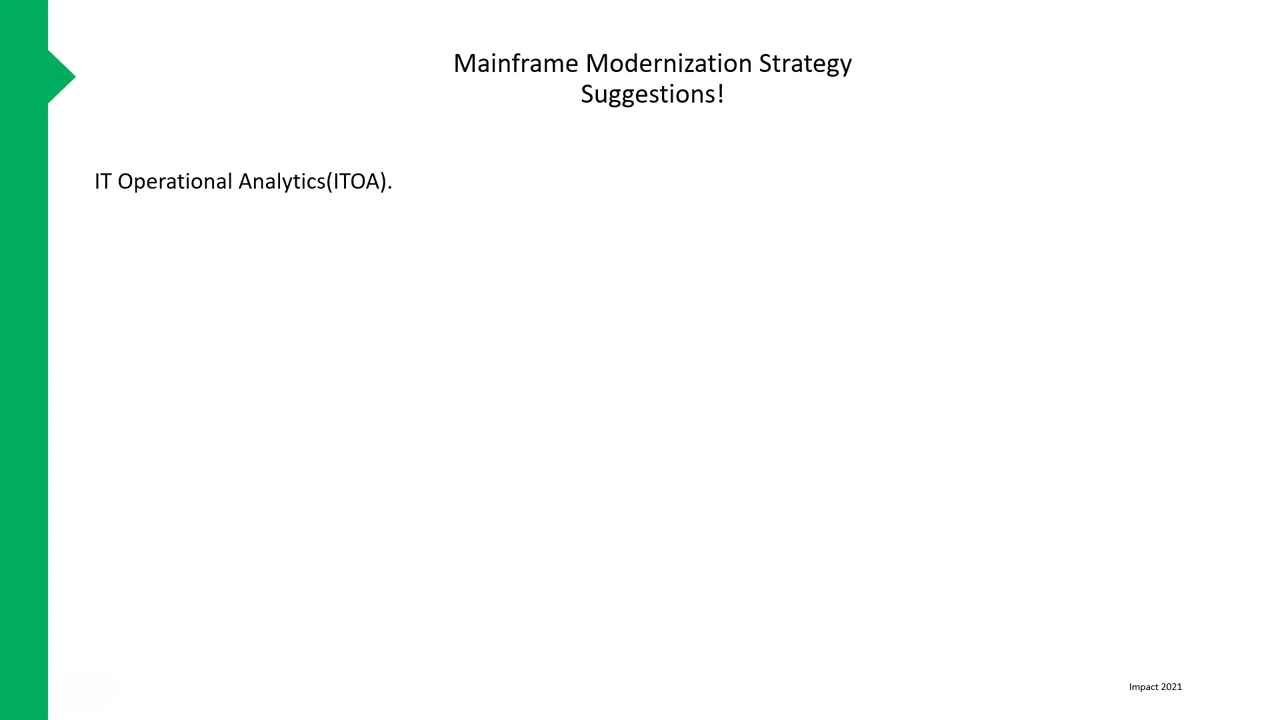 Mainframe Modernization Strategy
Suggestions!
IT Operational Analytics(ITOA).
Impact 2021